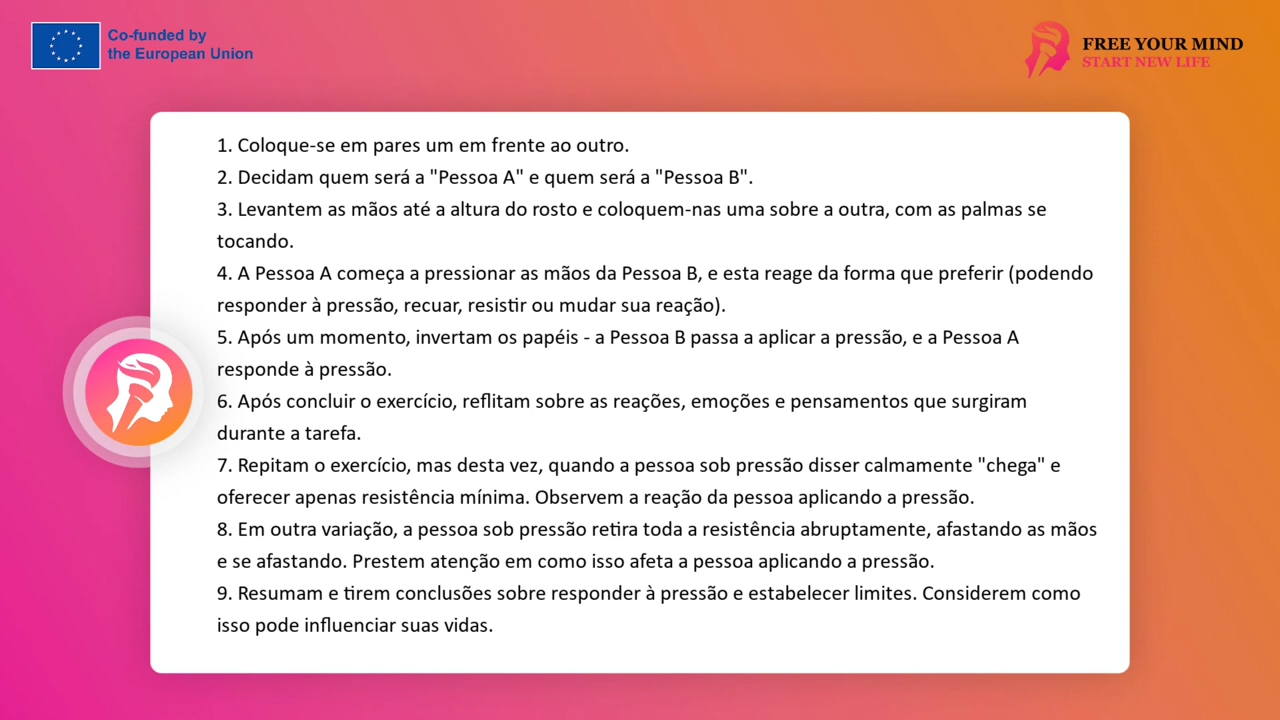 Co-funded by
the European Union
FREE YOUR MIND
START NEW LIFE
1. Coloque-se em pares um em frente ao outro.
2. Decidam quem será a "Pessoa A" e quem será a "Pessoa B".
3. Levantem as mãos até a altura do rosto e coloquem-nas uma sobre a outra, com as palmas se
tocando.
4. A Pessoa A começa a pressionar as mãos da Pessoa B, e esta reage da forma que preferir (podendo
responder à pressão, recuar, resistir ou mudar sua reação).
5. Após um momento, invertam os papéis - a Pessoa B passa a aplicar a pressão, e a Pessoa A
responde à pressão.
6. Após concluir o exercício, reflitam sobre as reações, emoções e pensamentos que surgiram
durante a tarefa.
7. Repitam o exercício, mas desta vez, quando a pessoa sob pressão disser calmamente "chega" e
oferecer apenas resistência mínima. Observem a reação da pessoa aplicando a pressão.
8. Em outra variação, a pessoa sob pressão retira toda a resistência abruptamente, afastando as mãos
e se afastando. Prestem atenção em como isso afeta a pessoa aplicando a pressão.
9. Resumam e tirem conclusões sobre responder à pressão e estabelecer limites. Considerem como
isso pode influenciar suas vidas.